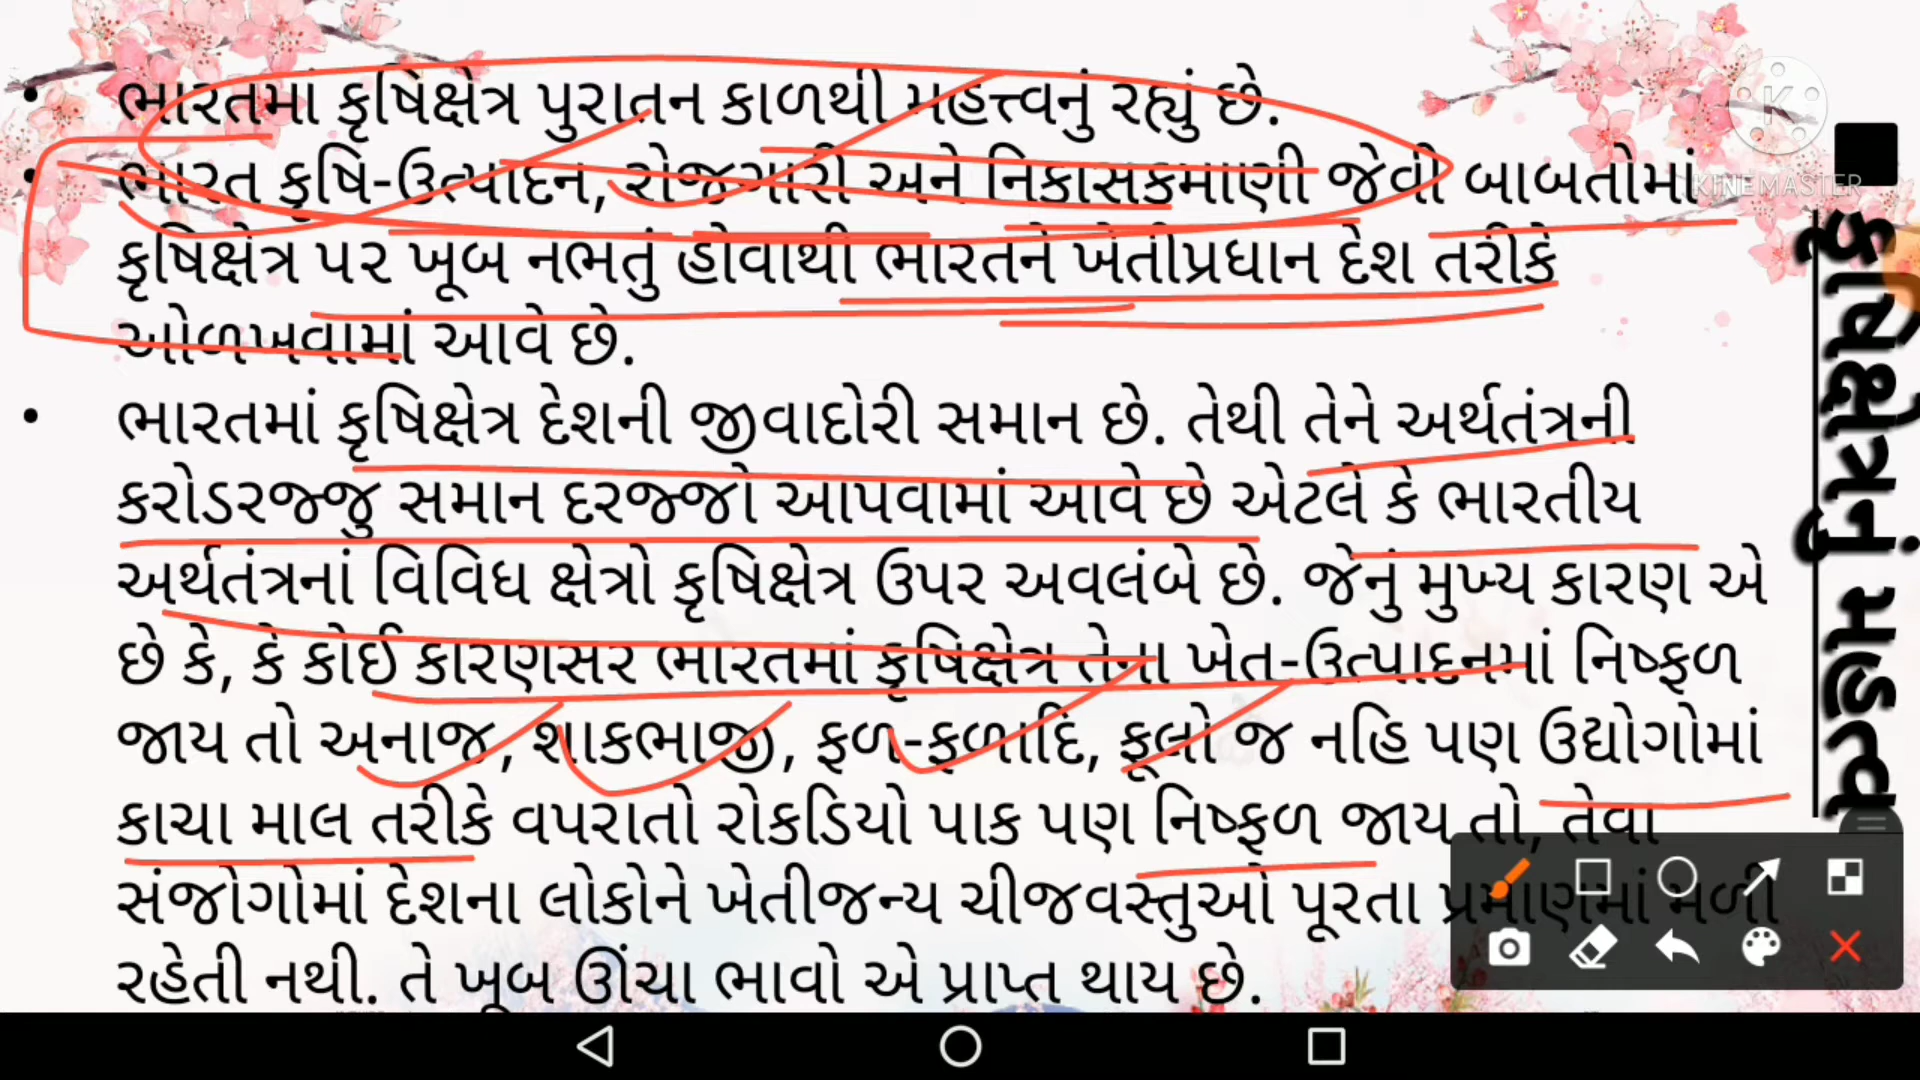 • ભારતમાં કૃષિક્ષેત્ર પુરાતન કાળથી મહત્ત્વનું રહ્યું છે.
• ભારત કૃષિ-ઉત્પાદન, રોજગારી અને નિકાસકમાણી જેવી બાબતોમાં
કૃષિક્ષેત્ર પર ખૂબ નભતું હોવાથી ભારતને ખેતીપ્રધાન દેશ તરીકે
ઓળખવામાં આવે છે.
• ભારતમાં કૃષિક્ષેત્ર દેશની જીવાદોરી સમાન છે. તેથી તેને અર્થતંત્રની
કરોડરજ્જુ સમાન દરજ્જો આપવામાં આવે છે એટલે કે ભારતીય
અર્થતંત્રનાં વિવિધ ક્ષેત્રો કૃષિક્ષેત્ર ઉપર અવલંબે છે. જેનું મુખ્ય કારણ એ
છે કે, કે કોઈ કારણસર ભારતમાં કૃષિક્ષેત્ર તેના ખેત-ઉત્પાદનમાં નિષ્ફળ
જાય તો અનાજ, શાકભાજી, ફળ-ફળાદિ, ફૂલો જ નહિ પણ ઉદ્યોગોમાં
કાચા માલ તરીકે વપરાતો રોકડિયો પાક પણ નિષ્ફળ જાય તો, તેવા
સંજોગોમાં દેશના લોકોને ખેતીજન્ય ચીજવસ્તુઓ પૂરતા પ્રમાણમાં મળી
રહેતી નથી. તે ખૂબ ઊંચા ભાવો એ પ્રાપ્ત થાય છે.
કૃષિક્ષેત્રનું મહત્ત્વ
K
KINEMASTER